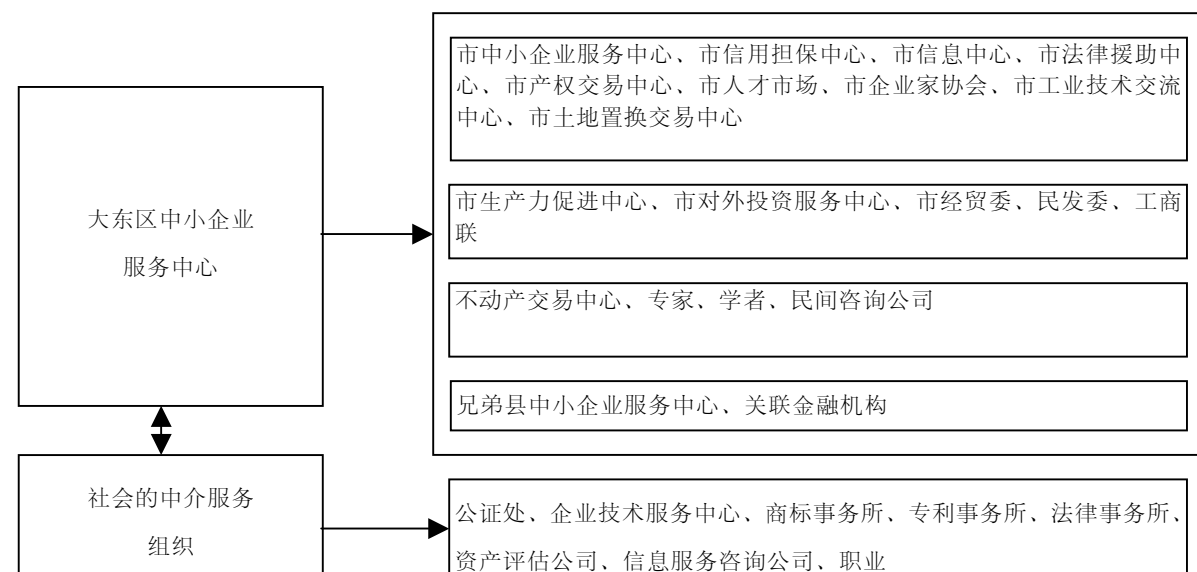 市中小企业服务中心、市信用担保中心、市信息中心、市法律援助中
心、市产权交易中心、市人才市场、市企业家协会、市工业技术交流
中心、市土地置换交易中心
大东区中小企业
服务中心
市生产力促进中心、市对外投资服务中心、市经贸委、民发委、工商
联
不动产交易中心、专家、学者、民间咨询公司
兄弟县中小企业服务中心、关联金融机构
社会的中介服务
组织
公证处、企业技术服务中心、商标事务所、专利事务所、法律事务所、
资产评估公司、信息服务咨询公司、职业